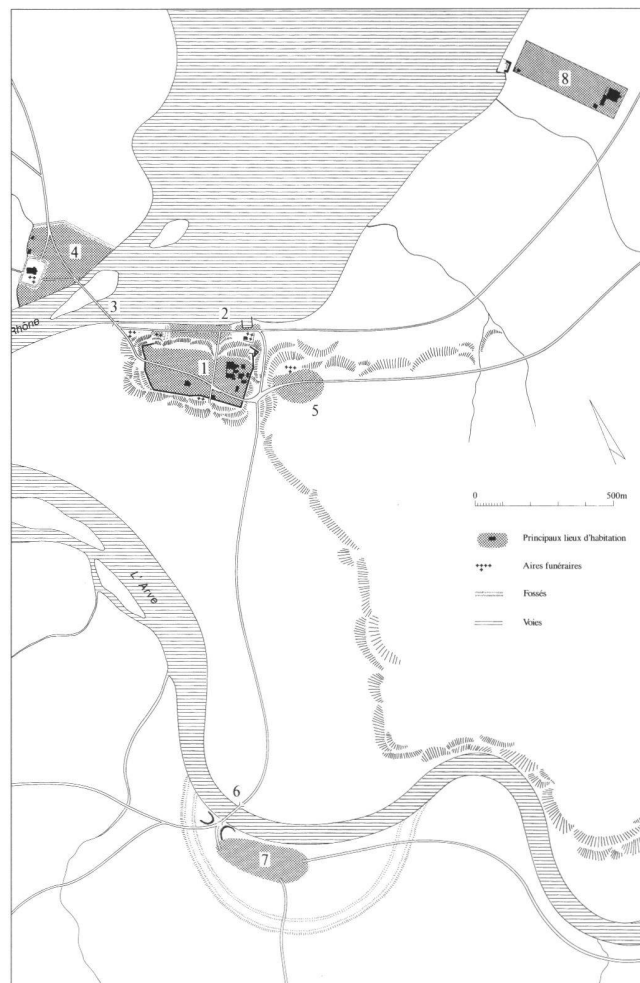 8
4
3
2
Rhône
1
5
0 500m
Principaux lieux d'habitation
Aires funéraires
Fossés
Voies
L'Arve
6
7